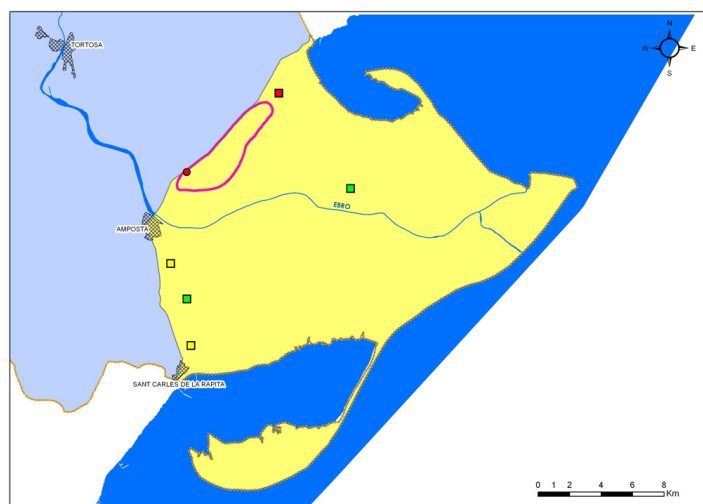 N
W E
S
TORTOSA
EBRO
AMPOSTA
SANT CARLES DE LA RAPITA
0 1 2 4 6 8
Km